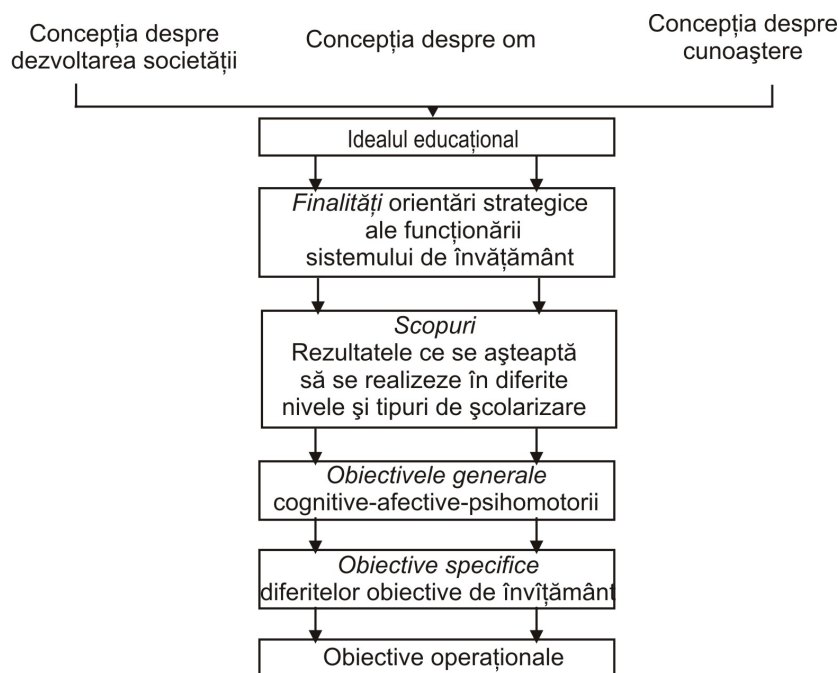 Concepția despre
dezvoltarea societății
Concepția despre om
Concepția despre
cunoaştere
Idealul educațional
Finalități orientări strategice
ale funcționării
sistemului de învățământ
Scopuri
Rezultatele ce se aşteaptă
să se realizeze în diferite
nivele şi tipuri de şcolarizare
Obiectivele generale
cognitive-afective-psihomotorii
Obiective specifice
diferitelor obiective de învîțământ
Obiective operaționale